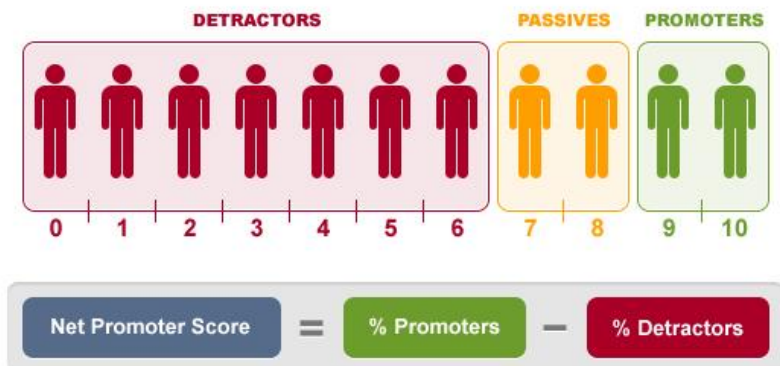 DETRACTORS PASSIVES PROMOTERS
0 1 2 3 4 5 6 7 8 9 10
Net Promoter Score = % Promoters − % Detractors